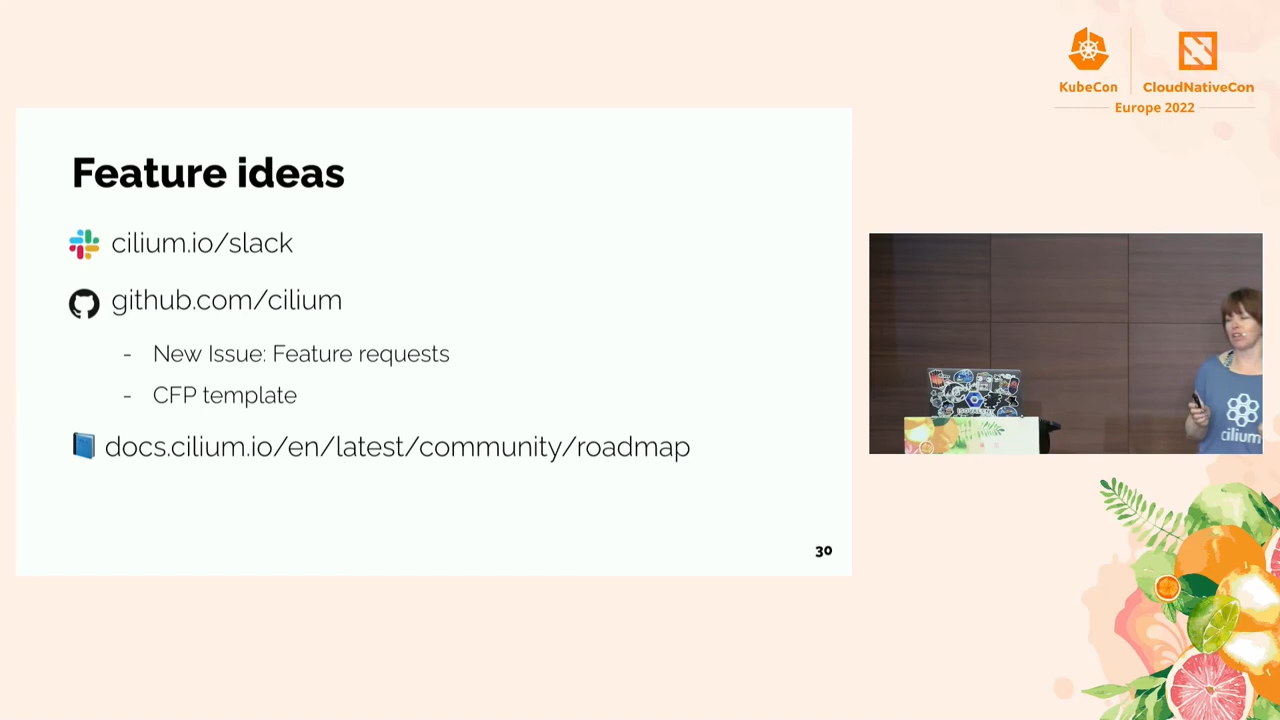 KubeCon
CloudNativeCon
Europe 2022
Feature ideas
cilium.io/slack
github.com/cilium
- New Issue: Feature requests
- CFP template
docs.cilium.io/en/latest/community/roadmap
30
cilium